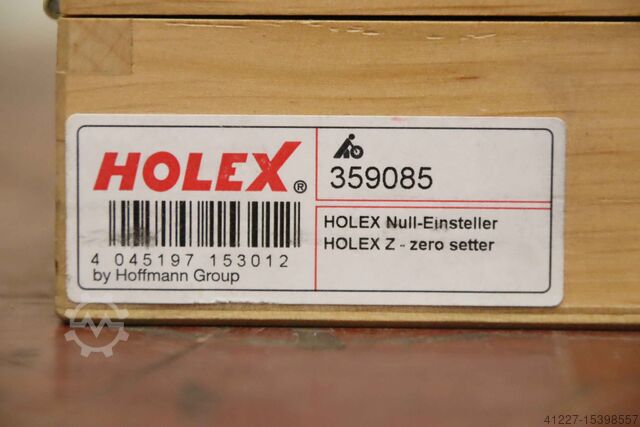 HOLEX®
4 045197 153012
by Hoffmann Group
359085
HOLEX Null-Einsteller
HOLEX Z - zero setter
41227-15398557